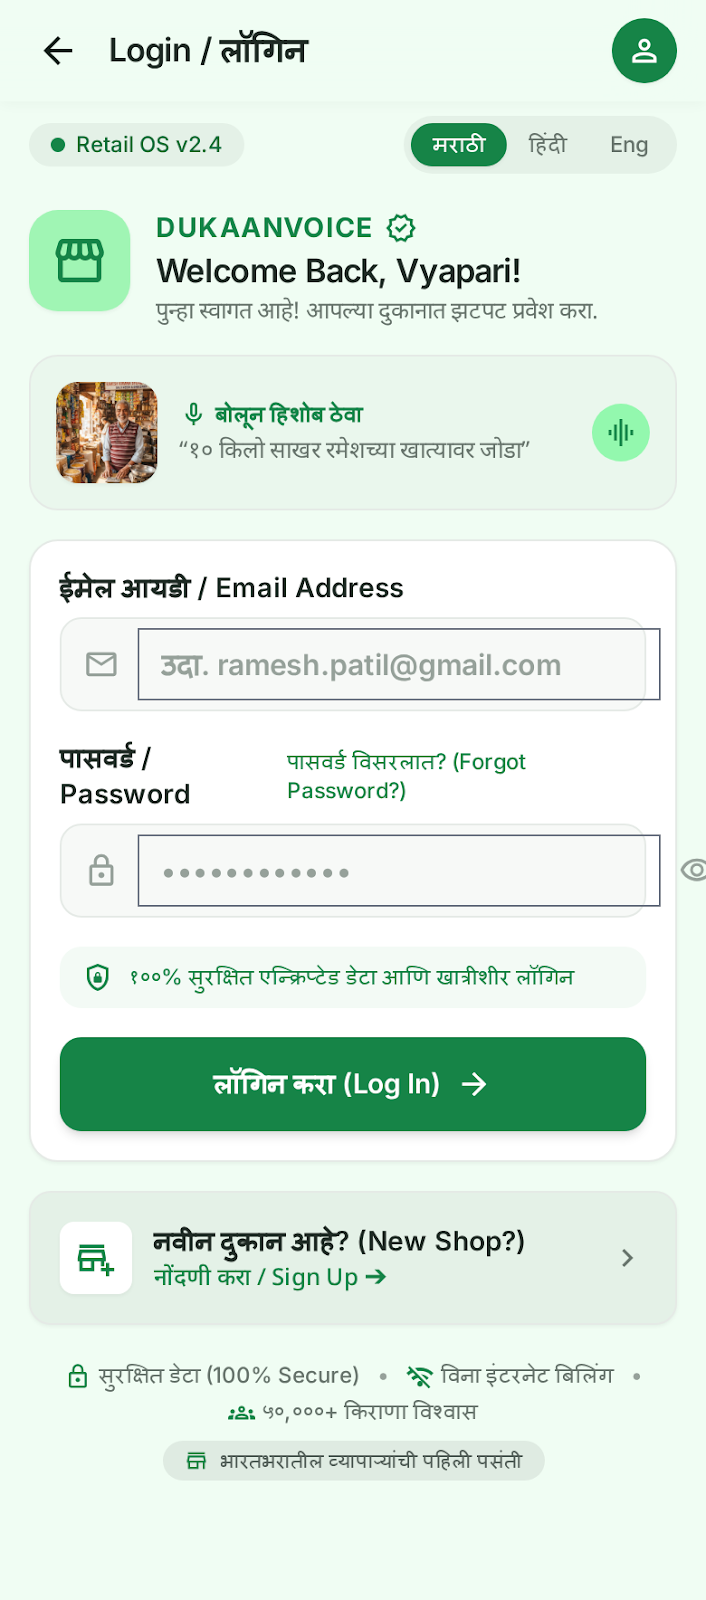 Login / लॉगिन
Retail OS v2.4
मराठी हिंदी Eng
DUKAANVOICE
Welcome Back, Vyapari!
पुन्हा स्वागत आहे! आपल्या दुकानात झटपट प्रवेश करा.
बोलून हिशोब ठेवा
“१० किलो साखर रमेशच्या खात्यावर जोडा”
ईमेल आयडी / Email Address
उदा. ramesh.patil@gmail.com
पासवर्ड /
Password
पासवर्ड विसरलात? (Forgot
Password?)
१००% सुरक्षित एन्क्रिप्टेड डेटा आणि खात्रीशीर लॉगिन
लॉगिन करा (Log In) →
नवीन दुकान आहे? (New Shop?)
नोंदणी करा / Sign Up →
सुरक्षित डेटा (100% Secure) • विना इंटरनेट बिलिंग •
५०,०००+ किराणा विश्वास
भारतभरातील व्यापाऱ्यांची पहिली पसंती